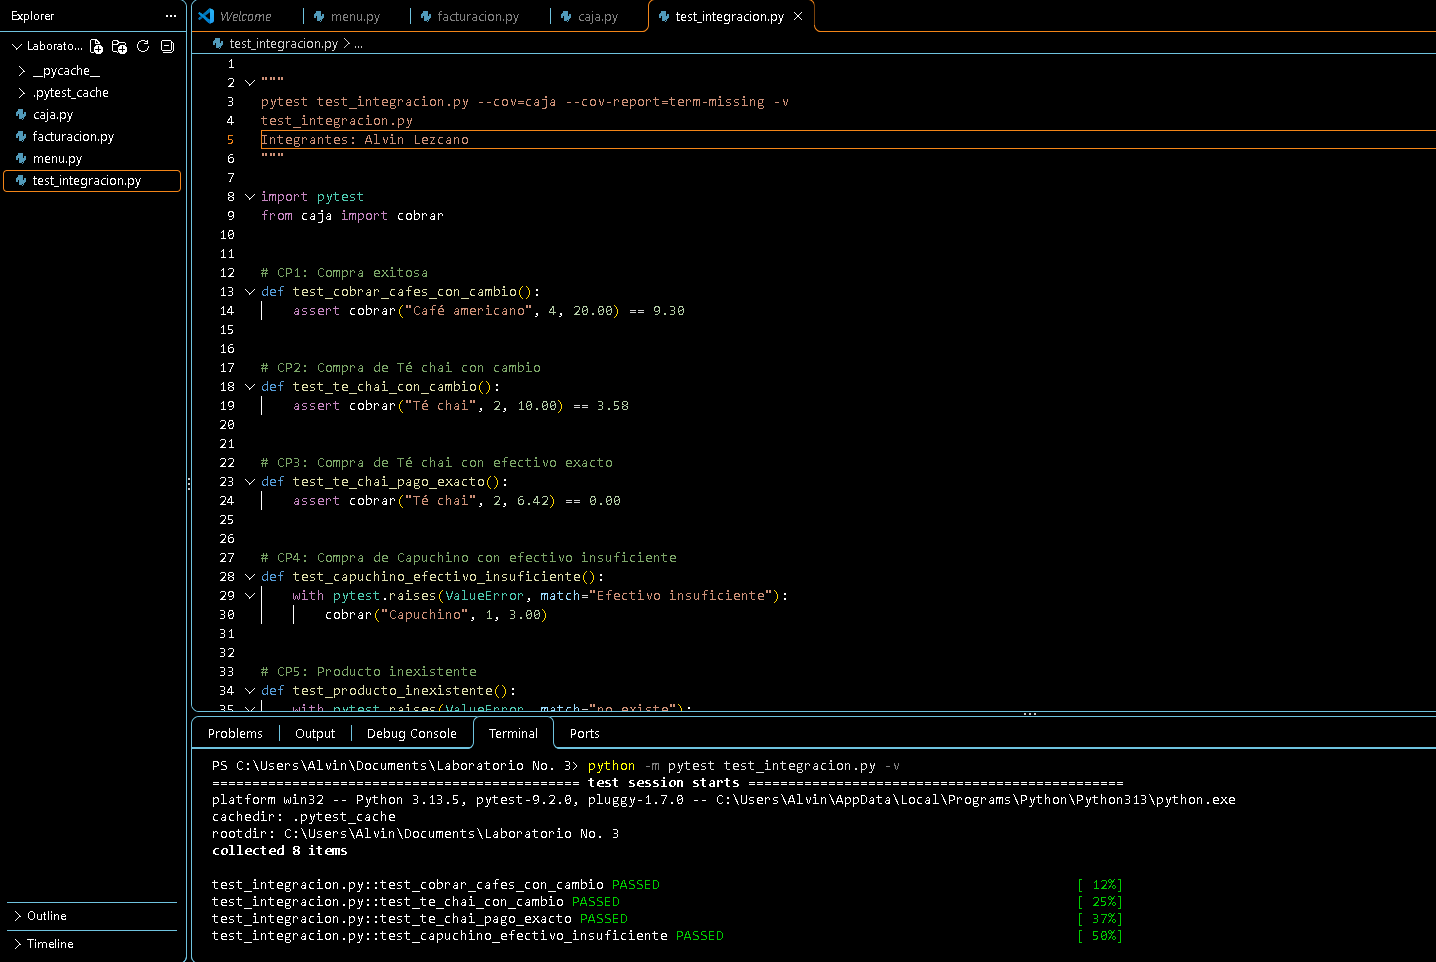 Explorer
Laborato...
__pycache__
.pytest_cache
caja.py
facturacion.py
menu.py
test_integracion.py
Outline
Timeline
Welcome
menu.py
facturacion.py
caja.py
test_integracion.py
test_integracion.py > ...
1
2 """
3 pytest test_integracion.py --cov=caja --cov-report=term-missing -v
4 test_integracion.py
5 Integrantes: Alvin Lezcano
6 """
7
8 import pytest
9 from caja import cobrar
10
11
12 # CP1: Compra exitosa
13 def test_cobrar_cafes_con_cambio():
14 assert cobrar("Café americano", 4, 20.00) == 9.30
15
16
17 # CP2: Compra de Té chai con cambio
18 def test_te_chai_con_cambio():
19 assert cobrar("Té chai", 2, 10.00) == 3.58
20
21
22 # CP3: Compra de Té chai con efectivo exacto
23 def test_te_chai_pago_exacto():
24 assert cobrar("Té chai", 2, 6.42) == 0.00
25
26
27 # CP4: Compra de Capuchino con efectivo insuficiente
28 def test_capuchino_efectivo_insuficiente():
29 with pytest.raises(ValueError, match="Efectivo insuficiente"):
30 cobrar("Capuchino", 1, 3.00)
31
32
33 # CP5: Producto inexistente
34 def test_producto_inexistente():
35 with pytest.raises(ValueError, match="no existe"):
Problems
Output
Debug Console
Terminal
Ports
PS C:\Users\Alvin\Documents\Laboratorio No. 3> python -m pytest test_integracion.py -v
============================================== test session starts ===============================================
platform win32 -- Python 3.13.5, pytest-9.2.0, pluggy-1.7.0 -- C:\Users\Alvin\AppData\Local\Programs\Python\Python313\python.exe
cachedir: .pytest_cache
rootdir: C:\Users\Alvin\Documents\Laboratorio No. 3
collected 8 items
test_integracion.py::test_cobrar_cafes_con_cambio PASSED [ 12%]
test_integracion.py::test_te_chai_con_cambio PASSED [ 25%]
test_integracion.py::test_te_chai_pago_exacto PASSED [ 37%]
test_integracion.py::test_capuchino_efectivo_insuficiente PASSED [ 50%]